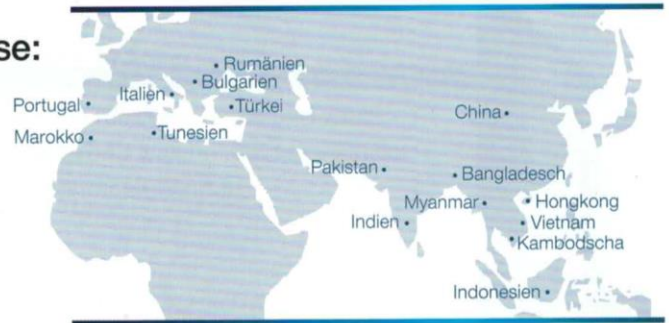 se:
Rumänien
Bulgarien
Italien
Türkei
Portugal
China
Marokko
Tunesien
Pakistan
Bangladesch
Myanmar
Hongkong
Indien
Vietnam
Kambodscha
Indonesien